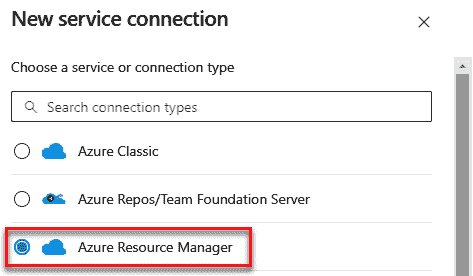 New service connection
Choose a service or connection type
Search connection types
Azure Classic
Azure Repos/Team Foundation Server
Azure Resource Manager